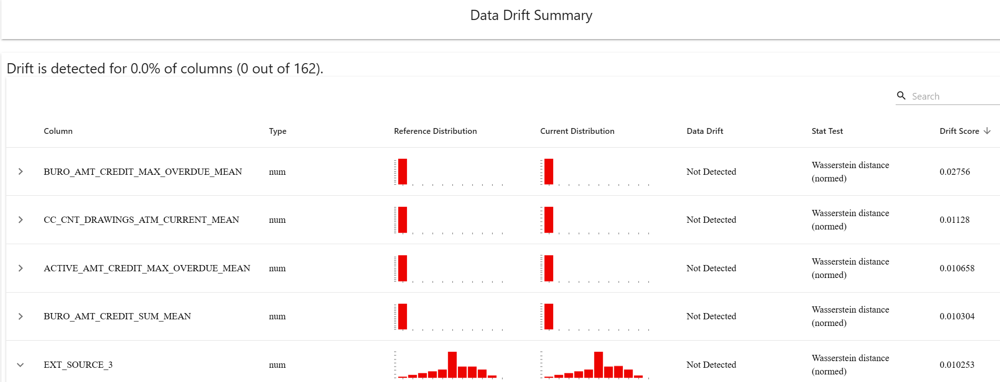 Data Drift Summary
Drift is detected for 0.0% of columns (0 out of 162).
Search
Column Type Reference Distribution Current Distribution Data Drift Stat Test Drift Score
BURO_AMT_CREDIT_MAX_OVERDUE_MEAN num Not Detected Wasserstein distance (normed) 0.02756
CC_CNT_DRAWINGS_ATM_CURRENT_MEAN num Not Detected Wasserstein distance (normed) 0.01128
ACTIVE_AMT_CREDIT_MAX_OVERDUE_MEAN num Not Detected Wasserstein distance (normed) 0.010658
BURO_AMT_CREDIT_SUM_MEAN num Not Detected Wasserstein distance (normed) 0.010304
EXT_SOURCE_3 num Not Detected Wasserstein distance (normed) 0.010253